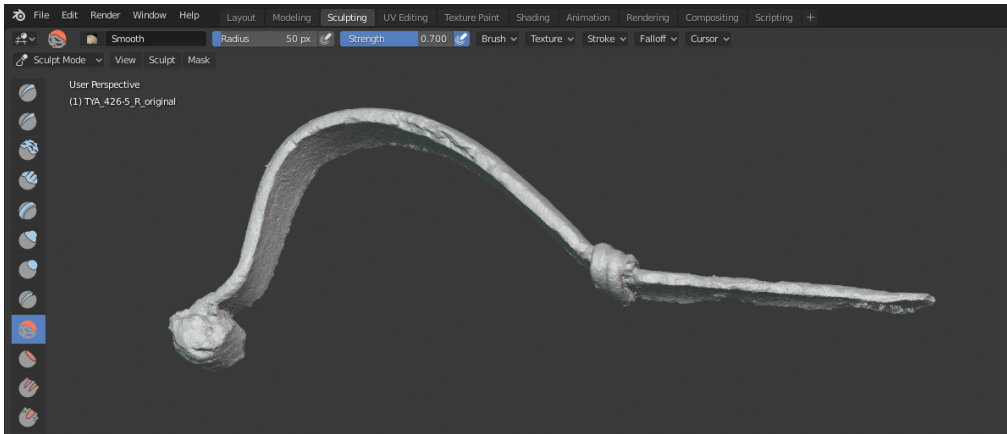 File Edit Render Window Help Layout Modeling Sculpting UV Editing Texture Paint Shading Animation Rendering Compositing Scripting +
Smooth Radius 50 px Strength 0.700 Brush Texture Stroke Falloff Cursor
Sculpt Mode View Sculpt Mask
User Perspective
(1) TYA_426-5_R_original